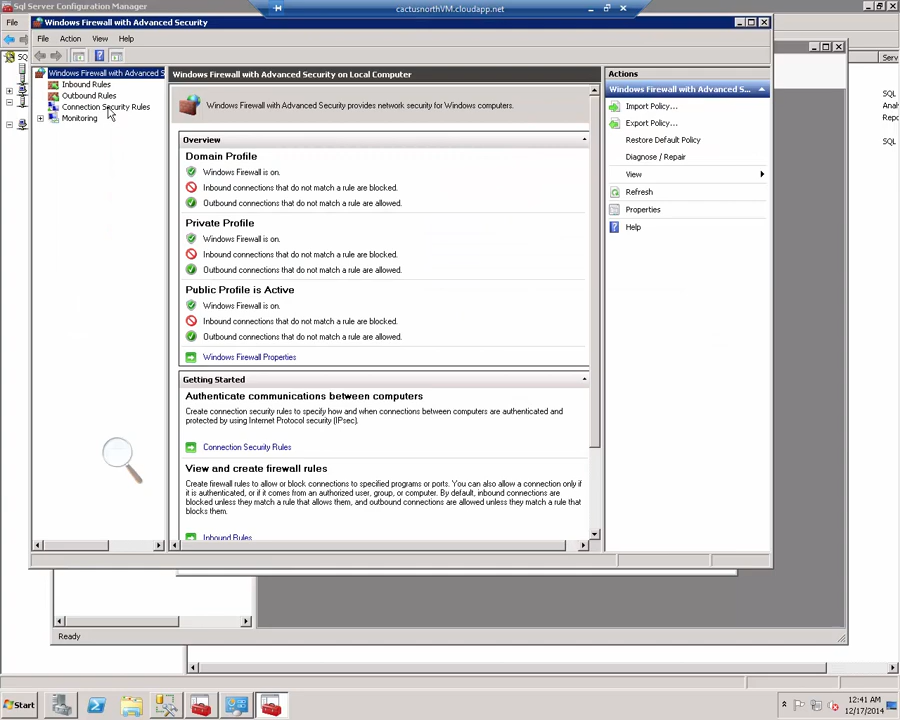 Sql Server Configuration Manager
cactusnorthVM.cloudapp.net
File
Windows Firewall with Advanced Security
File Action View Help
Windows Firewall with Advanced S
Inbound Rules
Outbound Rules
Connection Security Rules
Monitoring
Windows Firewall with Advanced Security on Local Computer
Windows Firewall with Advanced Security provides network security for Windows computers.
Overview
Domain Profile
Windows Firewall is on.
Inbound connections that do not match a rule are blocked.
Outbound connections that do not match a rule are allowed.
Private Profile
Windows Firewall is on.
Inbound connections that do not match a rule are blocked.
Outbound connections that do not match a rule are allowed.
Public Profile is Active
Windows Firewall is on.
Inbound connections that do not match a rule are blocked.
Outbound connections that do not match a rule are allowed.
Windows Firewall Properties
Getting Started
Authenticate communications between computers
Create connection security rules to specify how and when connections between computers are authenticated and
protected by using Internet Protocol security (IPsec).
Connection Security Rules
View and create firewall rules
Create firewall rules to allow or block connections to specified programs or ports. You can also allow a connection only if
it is authenticated, or if it comes from an authorized user, group, or computer. By default, inbound connections are
blocked unless they match a rule that allows them, and outbound connections are allowed unless they match a rule that
blocks them.
Inbound Rules
Actions
Windows Firewall with Advanced S...
Import Policy...
Export Policy...
Restore Default Policy
Diagnose / Repair
View
Refresh
Properties
Help
SQ
Serv
SQL
Anal
Repo
SQL
Ready
Start
12:41 AM
12/17/2014